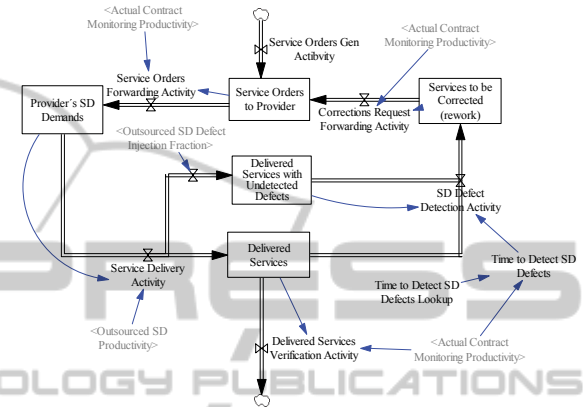 <Actual Contract
Monitoring Productivity>
Service Orders Gen
Actibvity
<Actual Contract
Monitoring Productivity>
Service Orders
Forwarding Activity
Provider´s SD
Demands
Service Orders
to Provider
Corrections Request
Forwarding Activity
Services to be
Corrected
(rework)
<Outsourced SD Defect
Injection Fraction>
Delivered
Services with
Undetected
Defects
SD Defect
Detection Activity
Delivered
Services
Service Delivery
Activity
Time to Detect SD
Defects
Time to Detect SD
Defects Lookup
<Outsourced SD
Productivity>
Delivered Services
Verification Activity
<Actual Contract
Monitoring Productivity>
PRESS
OLOGY PUBLICATIONS